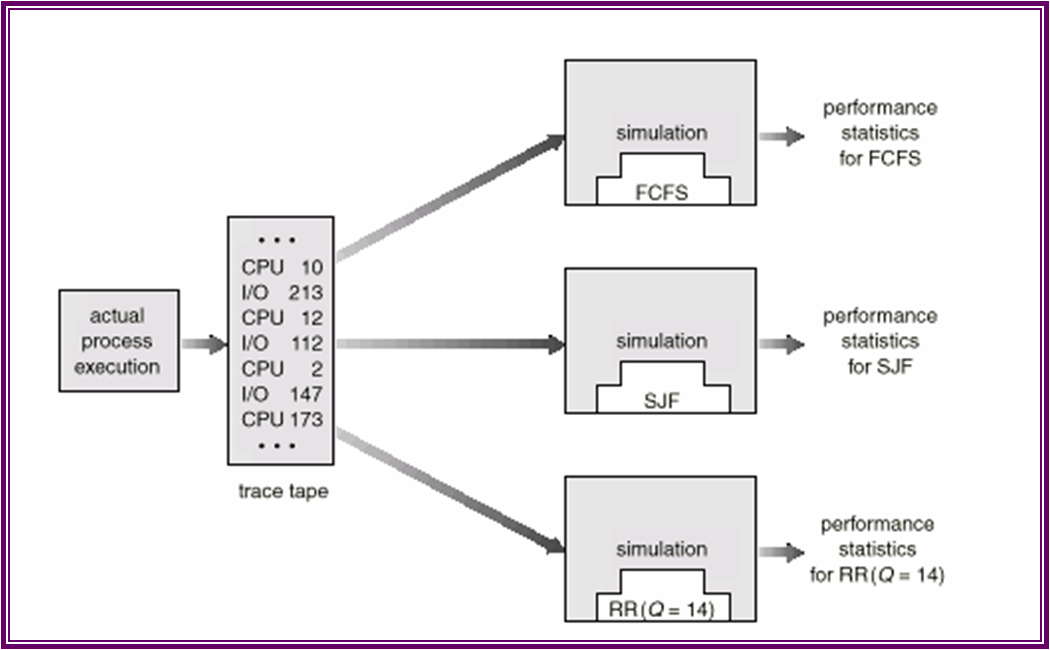 actual
process
execution
• • •
CPU 10
I/O 213
CPU 12
I/O 112
CPU 2
I/O 147
CPU 173
• • •
trace tape
simulation
FCFS
performance
statistics
for FCFS
simulation
SJF
performance
statistics
for SJF
simulation
RR(Q = 14)
performance
statistics
for RR(Q = 14)